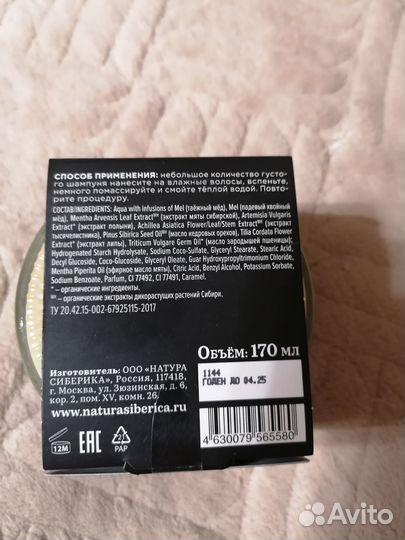 СПОСОБ ПРИМЕНЕНИЯ: небольшое количество густо-
го шампуня нанесите на влажные волосы, вспеньте,
немного помассируйте и смойте тёплой водой. Повто-
рите процедуру.
СОСТАВ/INGREDIENTS: Aqua with infusions of Mel (таёжный мёд), Mel (падевый хвойный
мёд), Mentha Arvensis Leaf Extract (экстракт мяты сибирской), Artemisia Vulgaris
Extract* (экстракт полыни), Achillea Asiatica Flower/Leaf/Stem Extract (экстракт
тысячелистника), Pinus Sibirica Seed Oil (масло кедровых орехов), Tilia Cordata Flower
Extract* (экстракт липы), Triticum Vulgare Germ Oil* (масло зародышей пшеницы);
Hydrogenated Starch Hydrolysate, Sodium Coco-Sulfate, Glyceryl Stearate, Stearic Acid,
Decyl Glucoside, Coco-Glucoside, Glyceryl Oleate, Guar Hydroxypropyltrimonium Chloride,
Mentha Piperita Oil (эфирное масло мяты), Citric Acid, Benzyl Alcohol, Potassium Sorbate,
Sodium Benzoate, Parfum, CI 77492, CI 77491, Caramel.
* – органические ингредиенты.
– органические экстракты дикорастущих растений Сибири.
ТУ 20.42.15-002-67925115-2017
ОБЪЁМ: 170 мл
Изготовитель: ООО «НАТУРА
СИБЕРИКА», Россия, 117418,
г. Москва, ул. Зюзинская, д. 6,
кор. 2, пом. XV, комн. 26.
www.naturasiberica.ru
1144
ГОДЕН ДО 04.25
4 630079 565580
12M
EAC
21
PAP
Avito